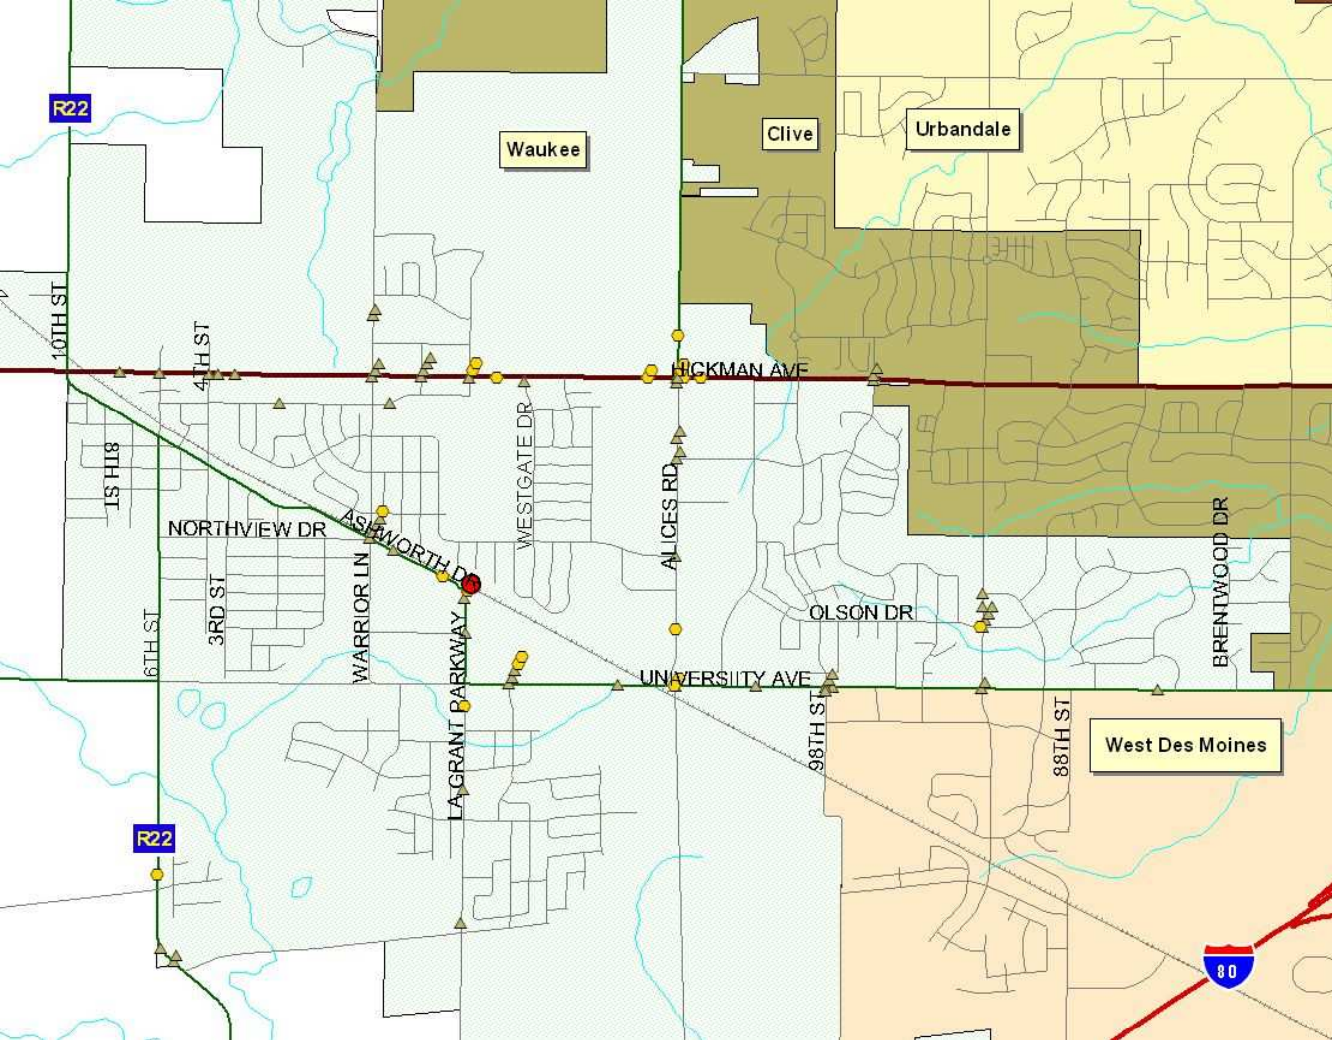 R22
Waukee
Clive
Urbandale
10TH ST
4TH ST
HICKMAN AVE
8TH ST
WESTGATE DR
ALICES RD
NORTHVIEW DR
ASHWORTH DR
BRENTWOOD DR
WARRIOR LN
3RD ST
6TH ST
LA GRANT PARKWAY
OLSON DR
UNIVERSIITY AVE
98TH ST
88TH ST
West Des Moines
R22
80